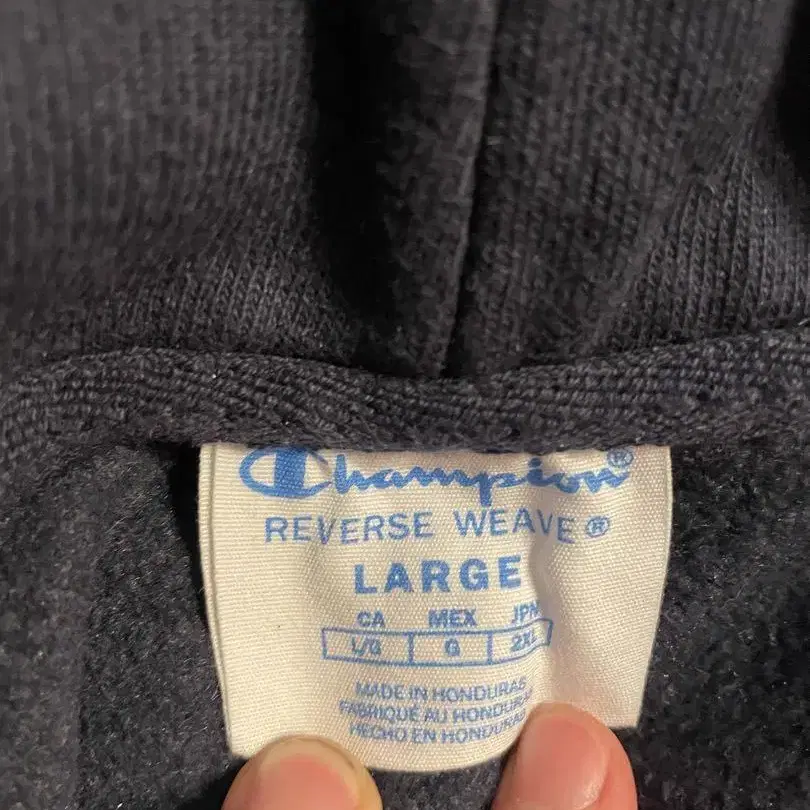 Champion®
REVERSE WEAVE®
LARGE
CA MEX JPN
L/G G 2XL
MADE IN HONDURAS
FABRIQUÉ AU HONDURAS
HECHO EN HONDURAS